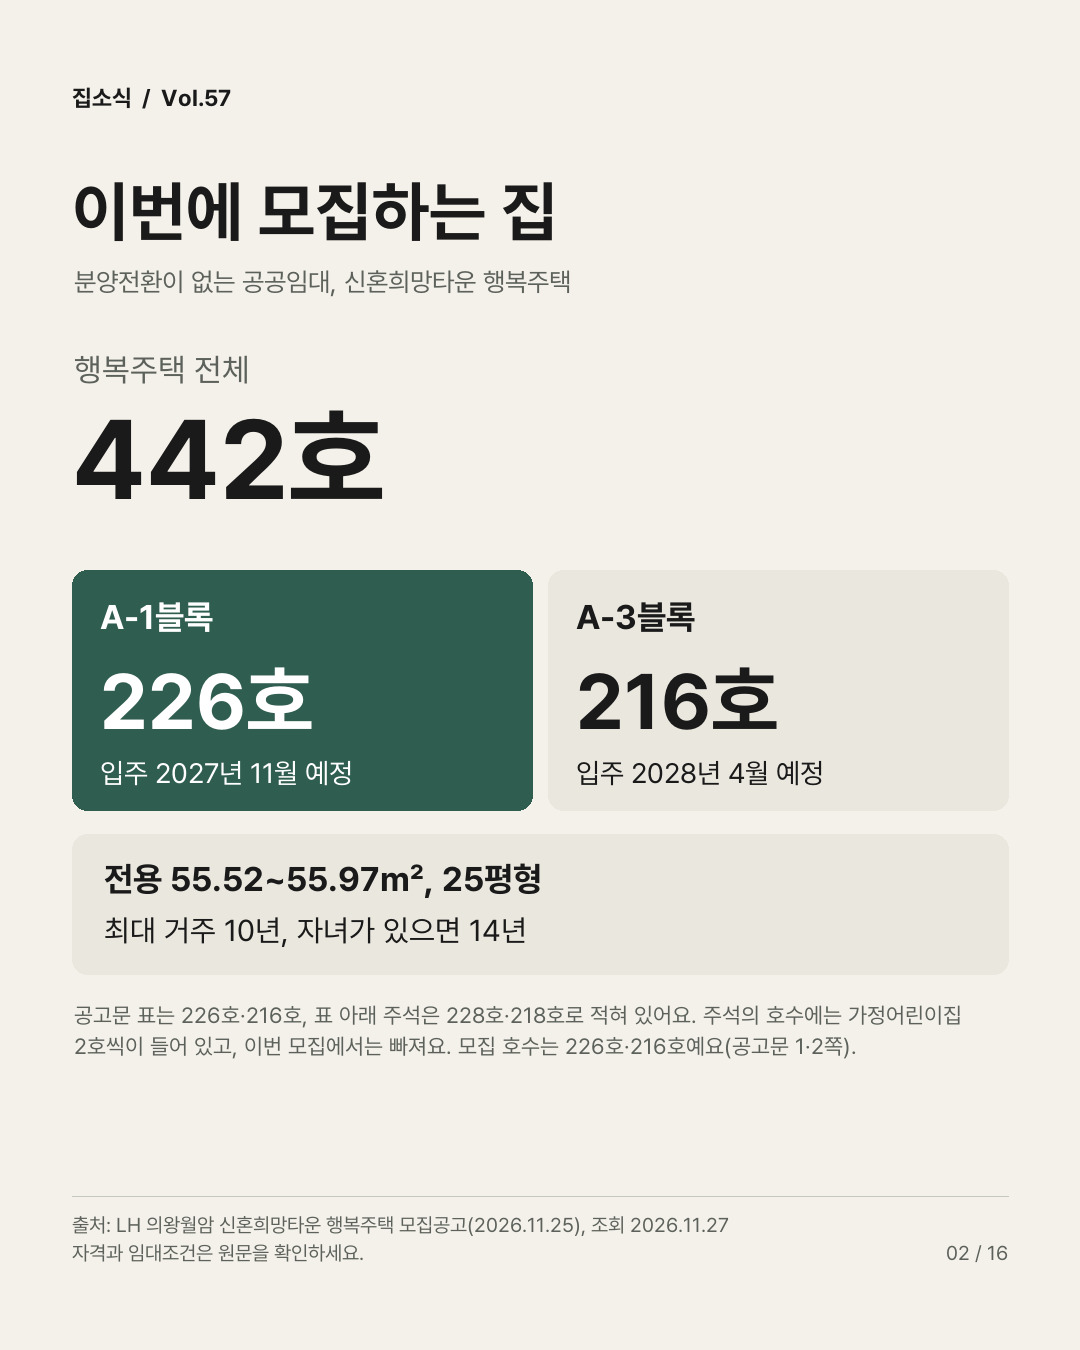 집소식 / Vol.57
이번에 모집하는 집
분양전환이 없는 공공임대, 신혼희망타운 행복주택
행복주택 전체
442호
A-1블록
226호
입주 2027년 11월 예정
A-3블록
216호
입주 2028년 4월 예정
전용 55.52~55.97m², 25평형
최대 거주 10년, 자녀가 있으면 14년
공고문 표는 226호·216호, 표 아래 주석은 228호·218호로 적혀 있어요. 주석의 호수에는 가정어린이집
2호씩이 들어 있고, 이번 모집에서는 빠져요. 모집 호수는 226호·216호예요(공고문 1·2쪽).
출처: LH 의왕월암 신혼희망타운 행복주택 모집공고(2026.11.25), 조회 2026.11.27
자격과 임대조건은 원문을 확인하세요.
02 / 16